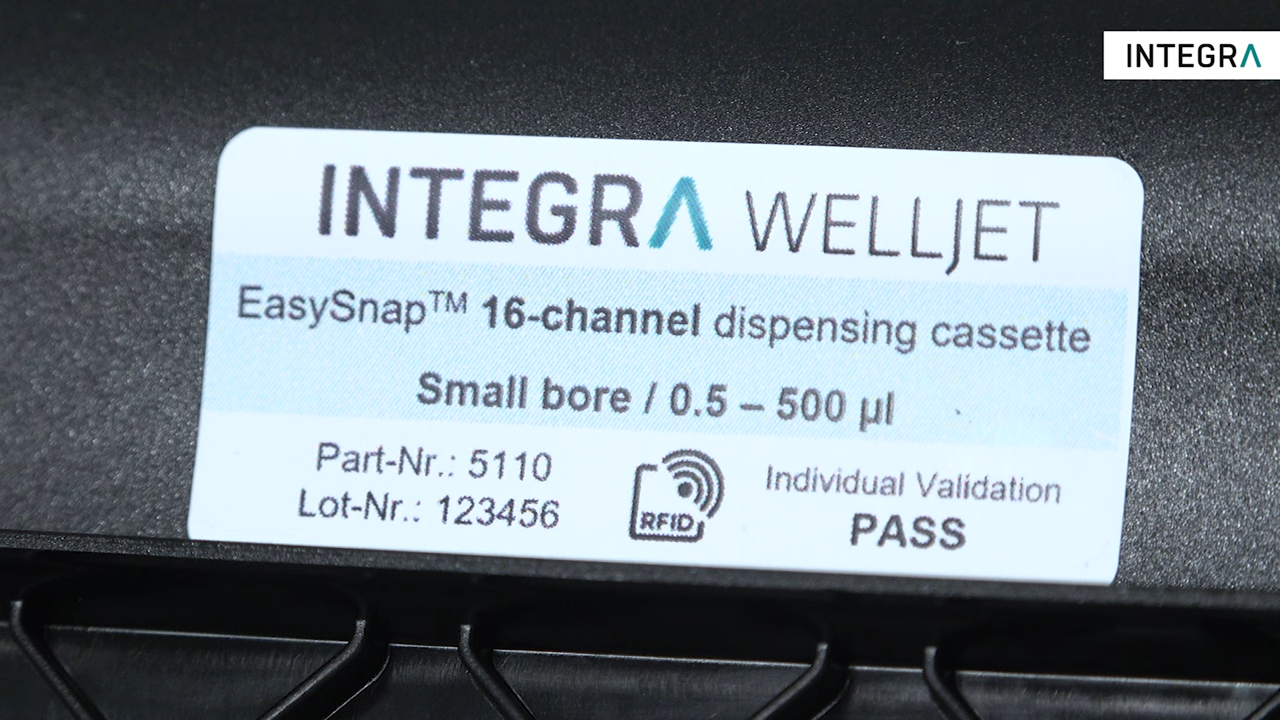 INTEGRA
INTEGRA WELLJET
EasySnap™ 16-channel dispensing cassette
Small bore / 0.5 – 500 µl
Part-Nr.: 5110
Lot-Nr.: 123456
RFID
Individual Validation
PASS